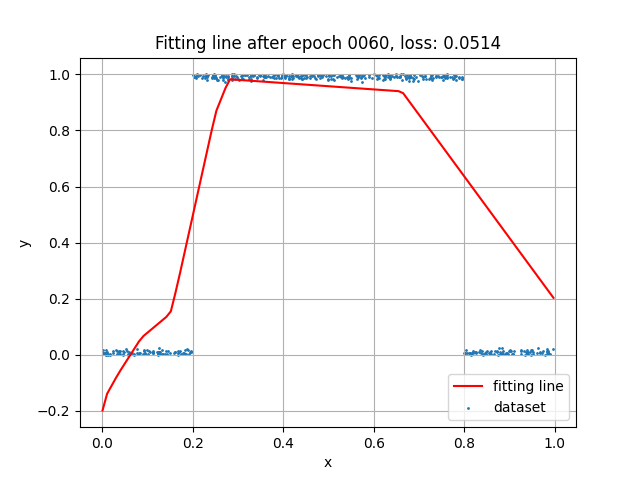 Fitting line after epoch 0060, loss: 0.0514
y
1.0
0.8
0.6
0.4
0.2
0.0
−0.2
fitting line
dataset
0.0 0.2 0.4 0.6 0.8 1.0
x